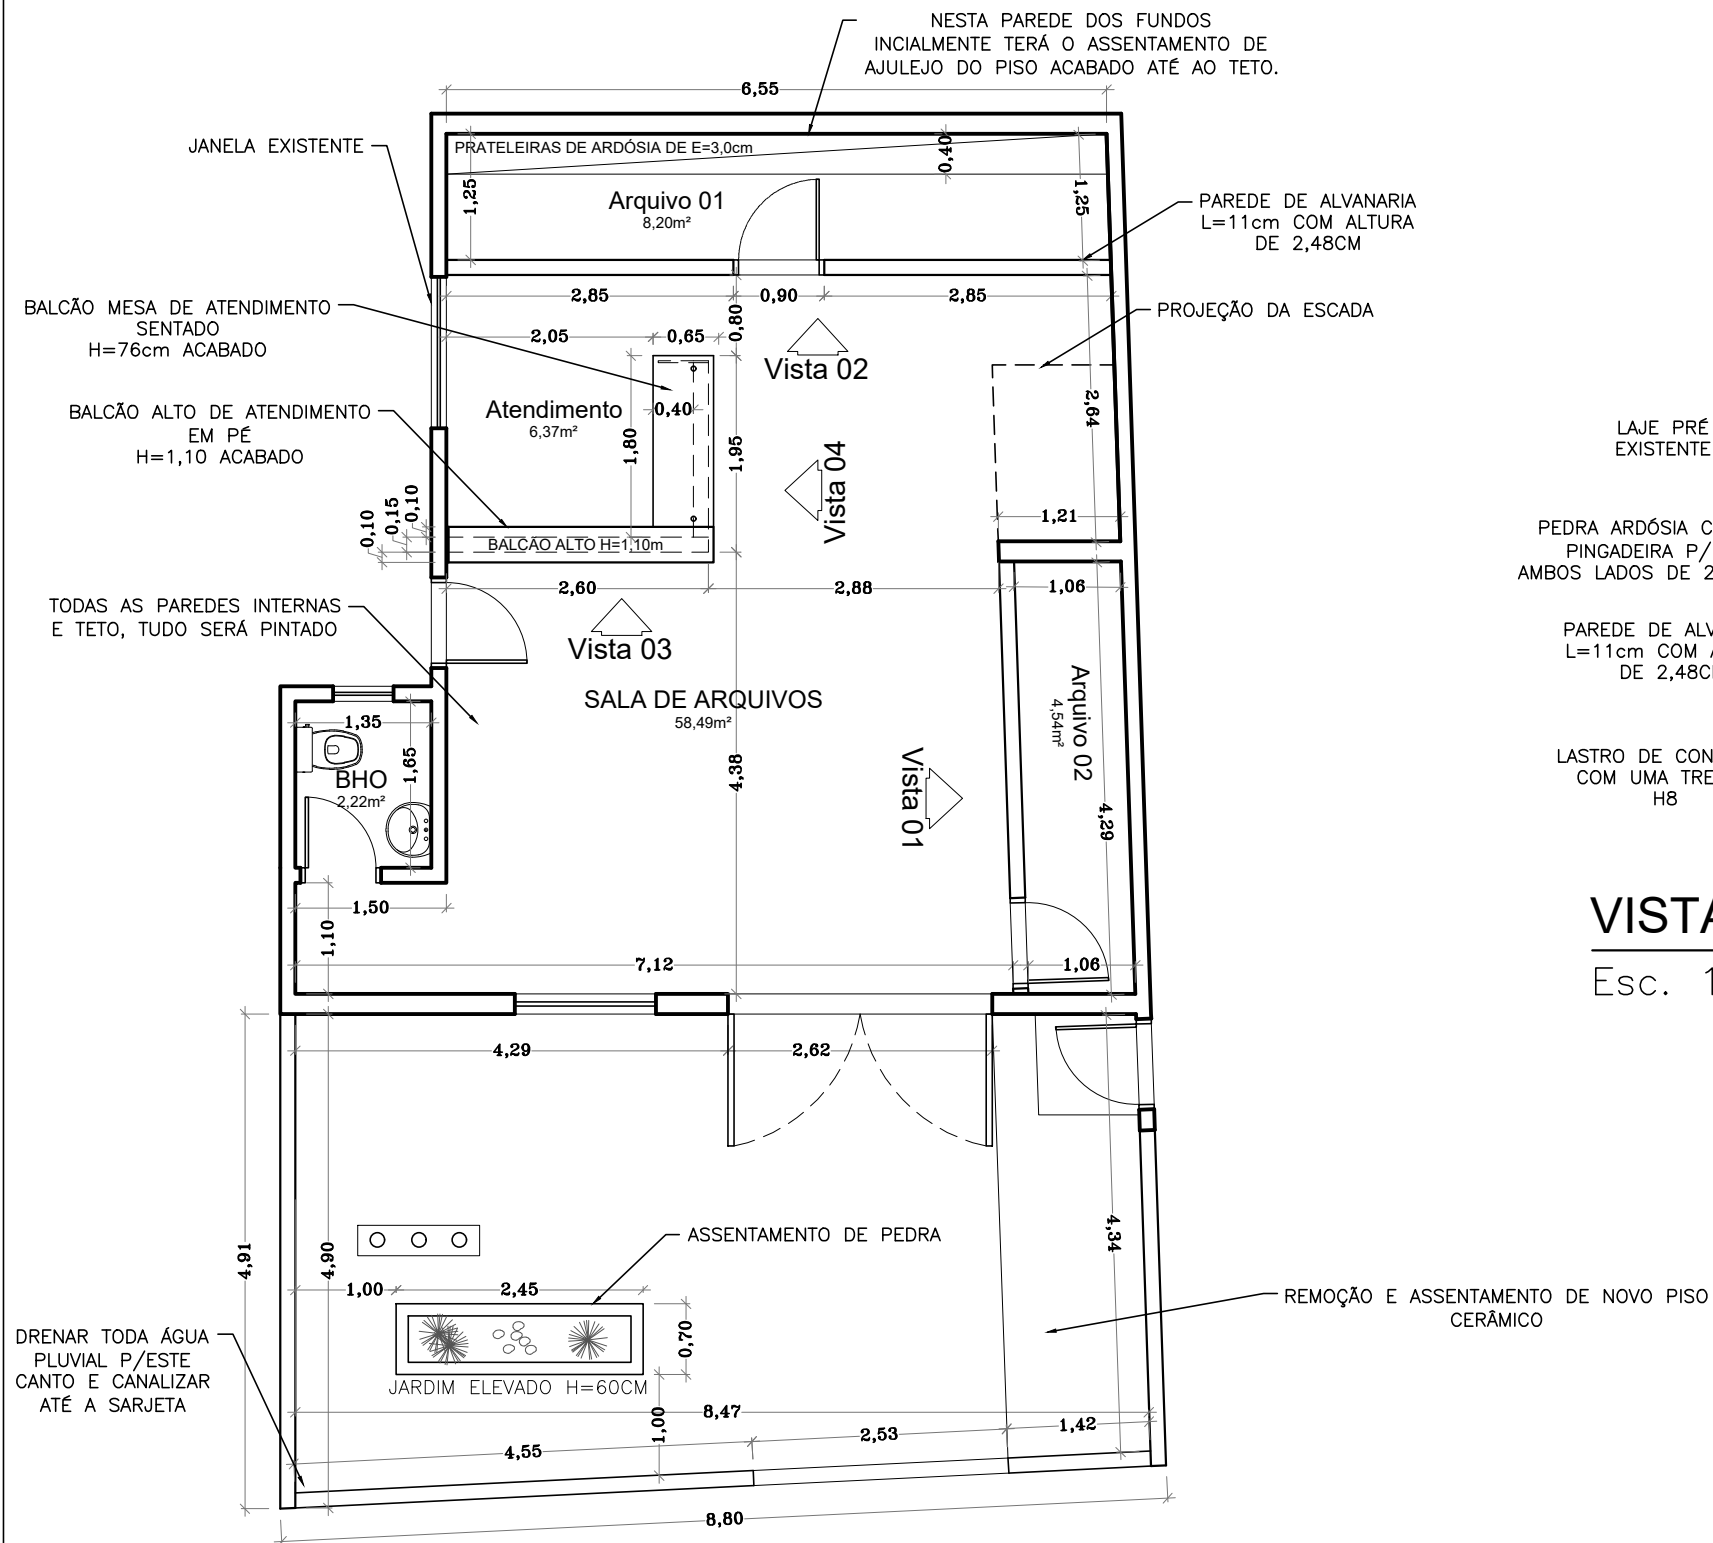 NESTA PAREDE DOS FUNDOS
INCIALMENTE TERÁ O ASSENTAMENTO DE
AJULEJO DO PISO ACABADO ATÉ AO TETO.
6,55
JANELA EXISTENTE
PRATELEIRAS DE ARDÓSIA DE E=3,0cm
0,40
1,25
1,25
Arquivo 01
8,20m²
PAREDE DE ALVANARIA
L=11cm COM ALTURA
DE 2,48CM
2,85
0,90
2,85
BALCÃO MESA DE ATENDIMENTO
SENTADO
H=76cm ACABADO
PROJEÇÃO DA ESCADA
2,05
0,65
0,80
Vista 02
BALCÃO ALTO DE ATENDIMENTO
EM PÉ
H=1,10 ACABADO
Atendimento
6,37m²
0,40
1,80
1,95
2,64
Vista 04
LAJE PRÉ
EXISTENTE
0,10
0,15
0,10
1,21
BALCÃO ALTO H=1,10m
PEDRA ARDÓSIA C
PINGADEIRA P/
AMBOS LADOS DE 2
2,60
2,88
1,06
TODAS AS PAREDES INTERNAS
E TETO, TUDO SERÁ PINTADO
Vista 03
PAREDE DE ALV
L=11cm COM A
DE 2,48C
SALA DE ARQUIVOS
58,49m²
Arquivo 02
4,54m²
1,35
1,65
BHO
2,22m²
4,38
Vista 01
4,29
LASTRO DE CON
COM UMA TRE
H8
1,50
1,10
VISTA
Esc. 1
7,12
1,06
4,29
2,62
4,91
4,90
4,34
ASSENTAMENTO DE PEDRA
1,00
2,45
0,70
REMOÇÃO E ASSENTAMENTO DE NOVO PISO
CERÂMICO
DRENAR TODA ÁGUA
PLUVIAL P/ESTE
CANTO E CANALIZAR
ATÉ A SARJETA
JARDIM ELEVADO H=60CM
1,00
8,47
4,55
2,53
1,42
8,80